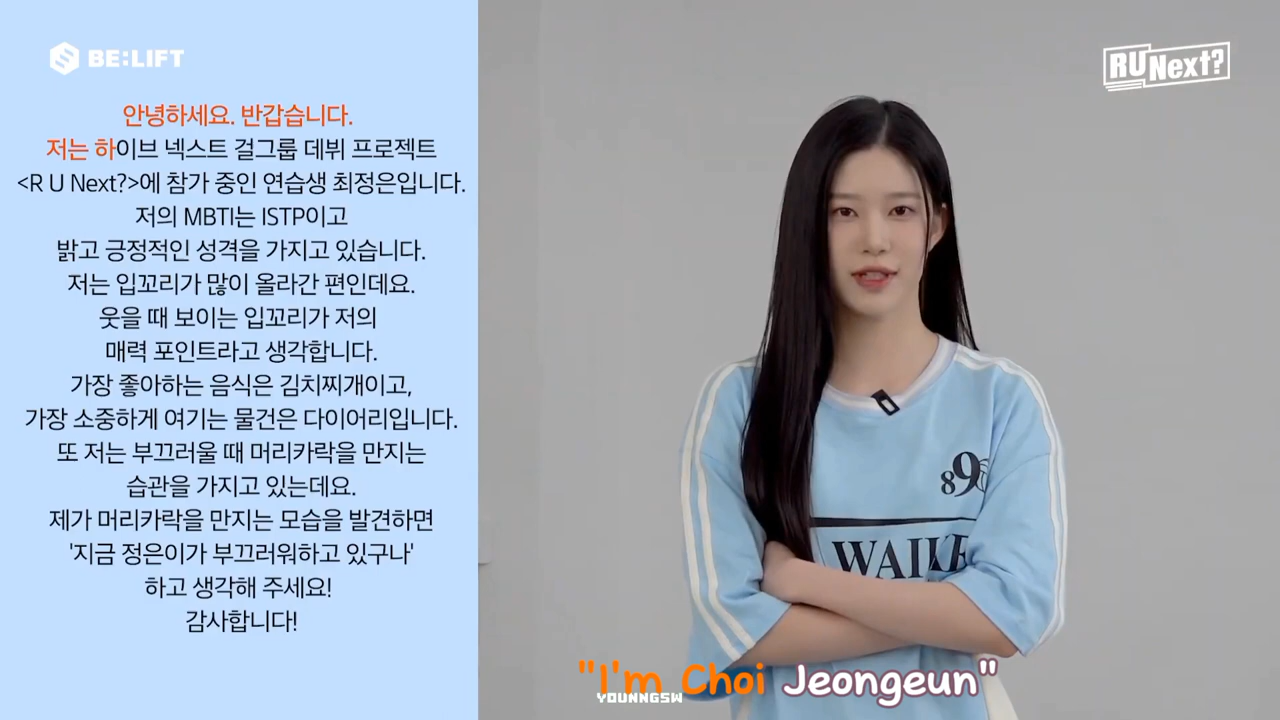 BE:LIFT
RU Next?
안녕하세요. 반갑습니다.
저는 하이브 넥스트 걸그룹 데뷔 프로젝트
<R U Next?>에 참가 중인 연습생 최정은입니다.
저의 MBTI는 ISTP이고
밝고 긍정적인 성격을 가지고 있습니다.
저는 입꼬리가 많이 올라간 편인데요.
웃을 때 보이는 입꼬리가 저의
매력 포인트라고 생각합니다.
가장 좋아하는 음식은 김치찌개이고,
가장 소중하게 여기는 물건은 다이어리입니다.
또 저는 부끄러울 때 머리카락을 만지는
습관을 가지고 있는데요.
제가 머리카락을 만지는 모습을 발견하면
'지금 정은이가 부끄러워하고 있구나'
하고 생각해 주세요!
감사합니다!
"I'm Choi Jeongeun"
YOUNNGSW